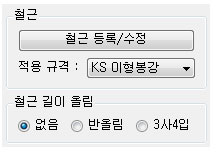 철근
철근 등록/수정
적용 규격 : KS 이형봉강
철근 길이 올림
없음 반올림 3사4입